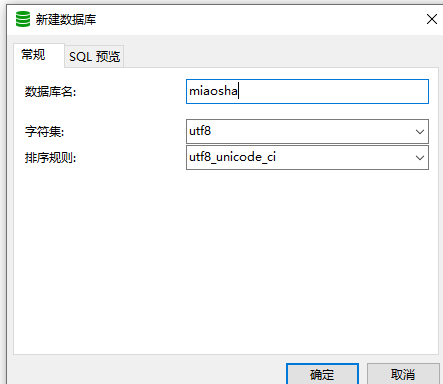 新建数据库
常规 SQL 预览
数据库名: miaosha
字符集: utf8
排序规则: utf8_unicode_ci
确定 取消